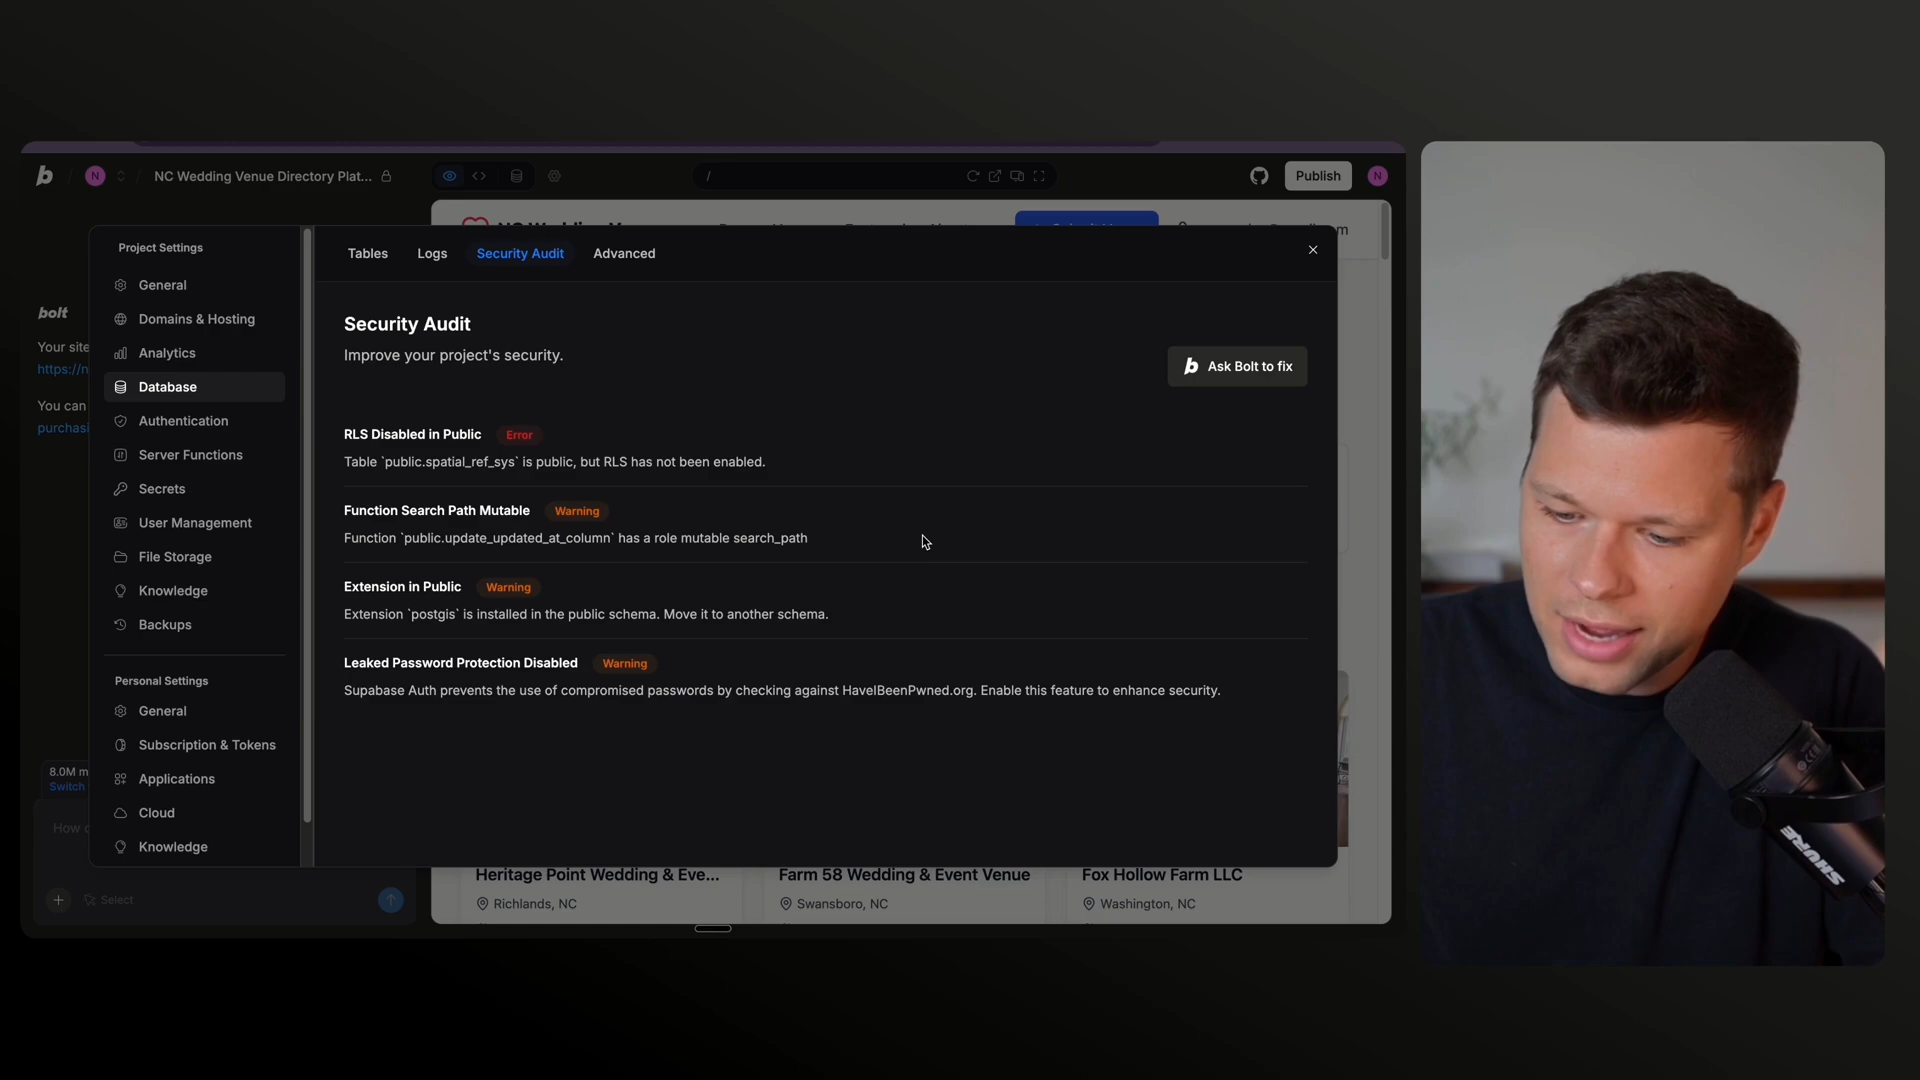 b
N
NC Wedding Venue Directory Plat...
/
Publish
N
Project Settings
General
Domains & Hosting
Analytics
Database
Authentication
Server Functions
Secrets
User Management
File Storage
Knowledge
Backups
Personal Settings
General
Subscription & Tokens
Applications
Cloud
Knowledge
Tables
Logs
Security Audit
Advanced
Security Audit
Improve your project's security.
b Ask Bolt to fix
RLS Disabled in Public Error
Table `public.spatial_ref_sys` is public, but RLS has not been enabled.
Function Search Path Mutable Warning
Function `public.update_updated_at_column` has a role mutable search_path
Extension in Public Warning
Extension `postgis` is installed in the public schema. Move it to another schema.
Leaked Password Protection Disabled Warning
Supabase Auth prevents the use of compromised passwords by checking against HaveIBeenPwned.org. Enable this feature to enhance security.
bolt
Your site
https://n
You can
purchasi
8.0M m
Switch
How
Select
Heritage Point Wedding & Eve...
Richlands, NC
Farm 58 Wedding & Event Venue
Swansboro, NC
Fox Hollow Farm LLC
Washington, NC
SHURE